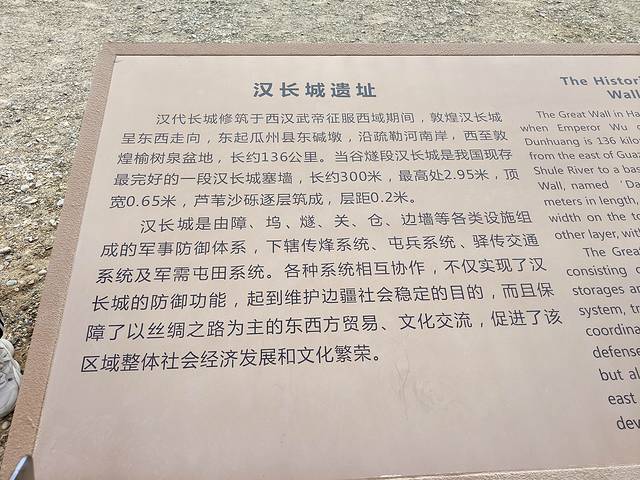 汉长城遗址
汉代长城修筑于西汉武帝征服西域期间，敦煌汉长城
呈东西走向，东起瓜州县东碱墩，沿疏勒河南岸，西至敦
煌榆树泉盆地，长约136公里。当谷燧段汉长城是我国现存
最完好的一段汉长城塞墙，长约300米，最高处2.95米，顶
宽0.65米，芦苇沙砾逐层筑成，层距0.2米。
汉长城是由障、坞、燧、关、仓、边墙等各类设施组
成的军事防御体系，下辖传烽系统、屯兵系统、驿传交通
系统及军需屯田系统。各种系统相互协作，不仅实现了汉
长城的防御功能，起到维护边疆社会稳定的目的，而且保
障了以丝绸之路为主的东西方贸易、文化交流，促进了该
区域整体社会经济发展和文化繁荣。
The Histor
Wall
The Great Wall in Ha
when Emperor Wu
Dunhuang is 136 kilo
from the east of Gua
Shule River to a bas
Wall, named 'D
meters in length,
width on the to
other layer, with
The Grea
consisting
storages ar
system, tr
coordina
defense
but al
east
dev